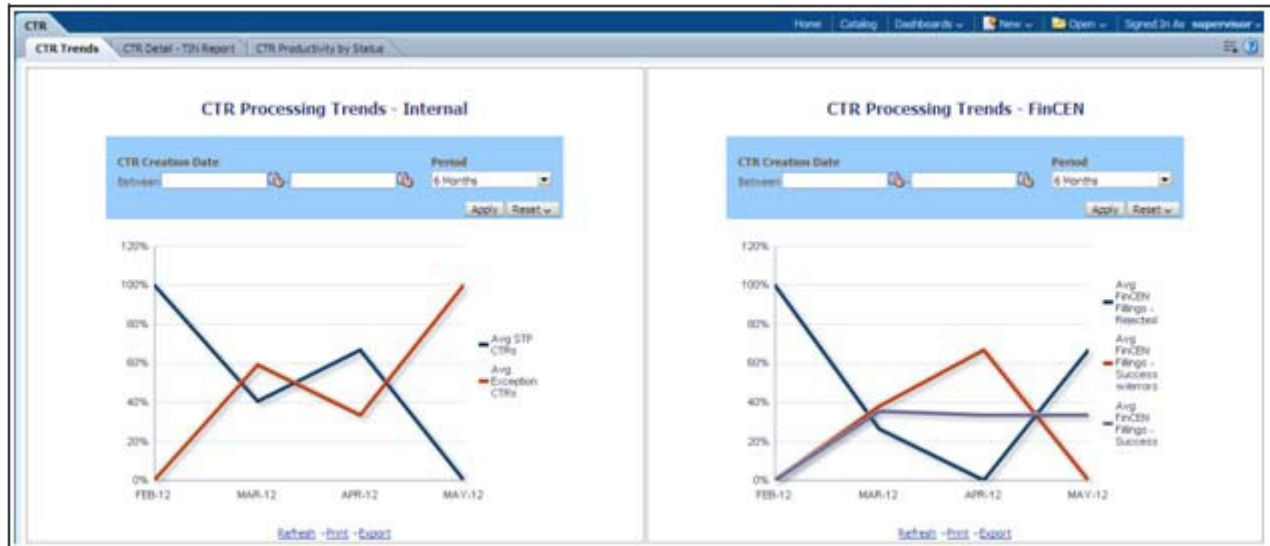 CTR
Home Catalog Dashboards New Open Signed In As supervisor
CTR Trends CTR Detail - TIN Report CTR Productivity by Status
CTR Processing Trends - Internal
CTR Creation Date Period
Between 6 Months
Apply Reset
120%
100%
80%
60%
40%
20%
0%
FEB-12 MAR-12 APR-12 MAY-12
Avg STP
CTRs
Avg
Exception
CTRs
Refresh - Print - Export
CTR Processing Trends - FinCEN
CTR Creation Date Period
Between 6 Months
Apply Reset
120%
100%
80%
60%
40%
20%
0%
FEB-12 MAR-12 APR-12 MAY-12
Avg
FinCEN
Fillings -
Rejected
Avg
FinCEN
Fillings -
Success
w/errors
Avg
FinCEN
Fillings -
Success
Refresh - Print - Export